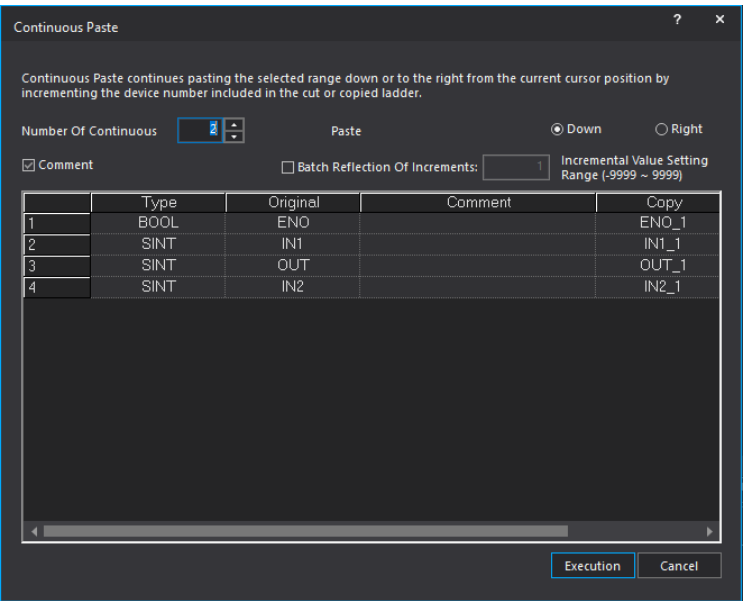 Continuous Paste
? ×
Continuous Paste continues pasting the selected range down or to the right from the current cursor position by
incrementing the device number included in the cut or copied ladder.
Number Of Continuous 2 Paste Down Right
Comment Batch Reflection Of Increments: 1 Incremental Value Setting
Range (-9999 ~ 9999)
Type Original Comment Copy
1 BOOL ENO ENO_1
2 SINT IN1 IN1_1
3 SINT OUT OUT_1
4 SINT IN2 IN2_1
Execution Cancel